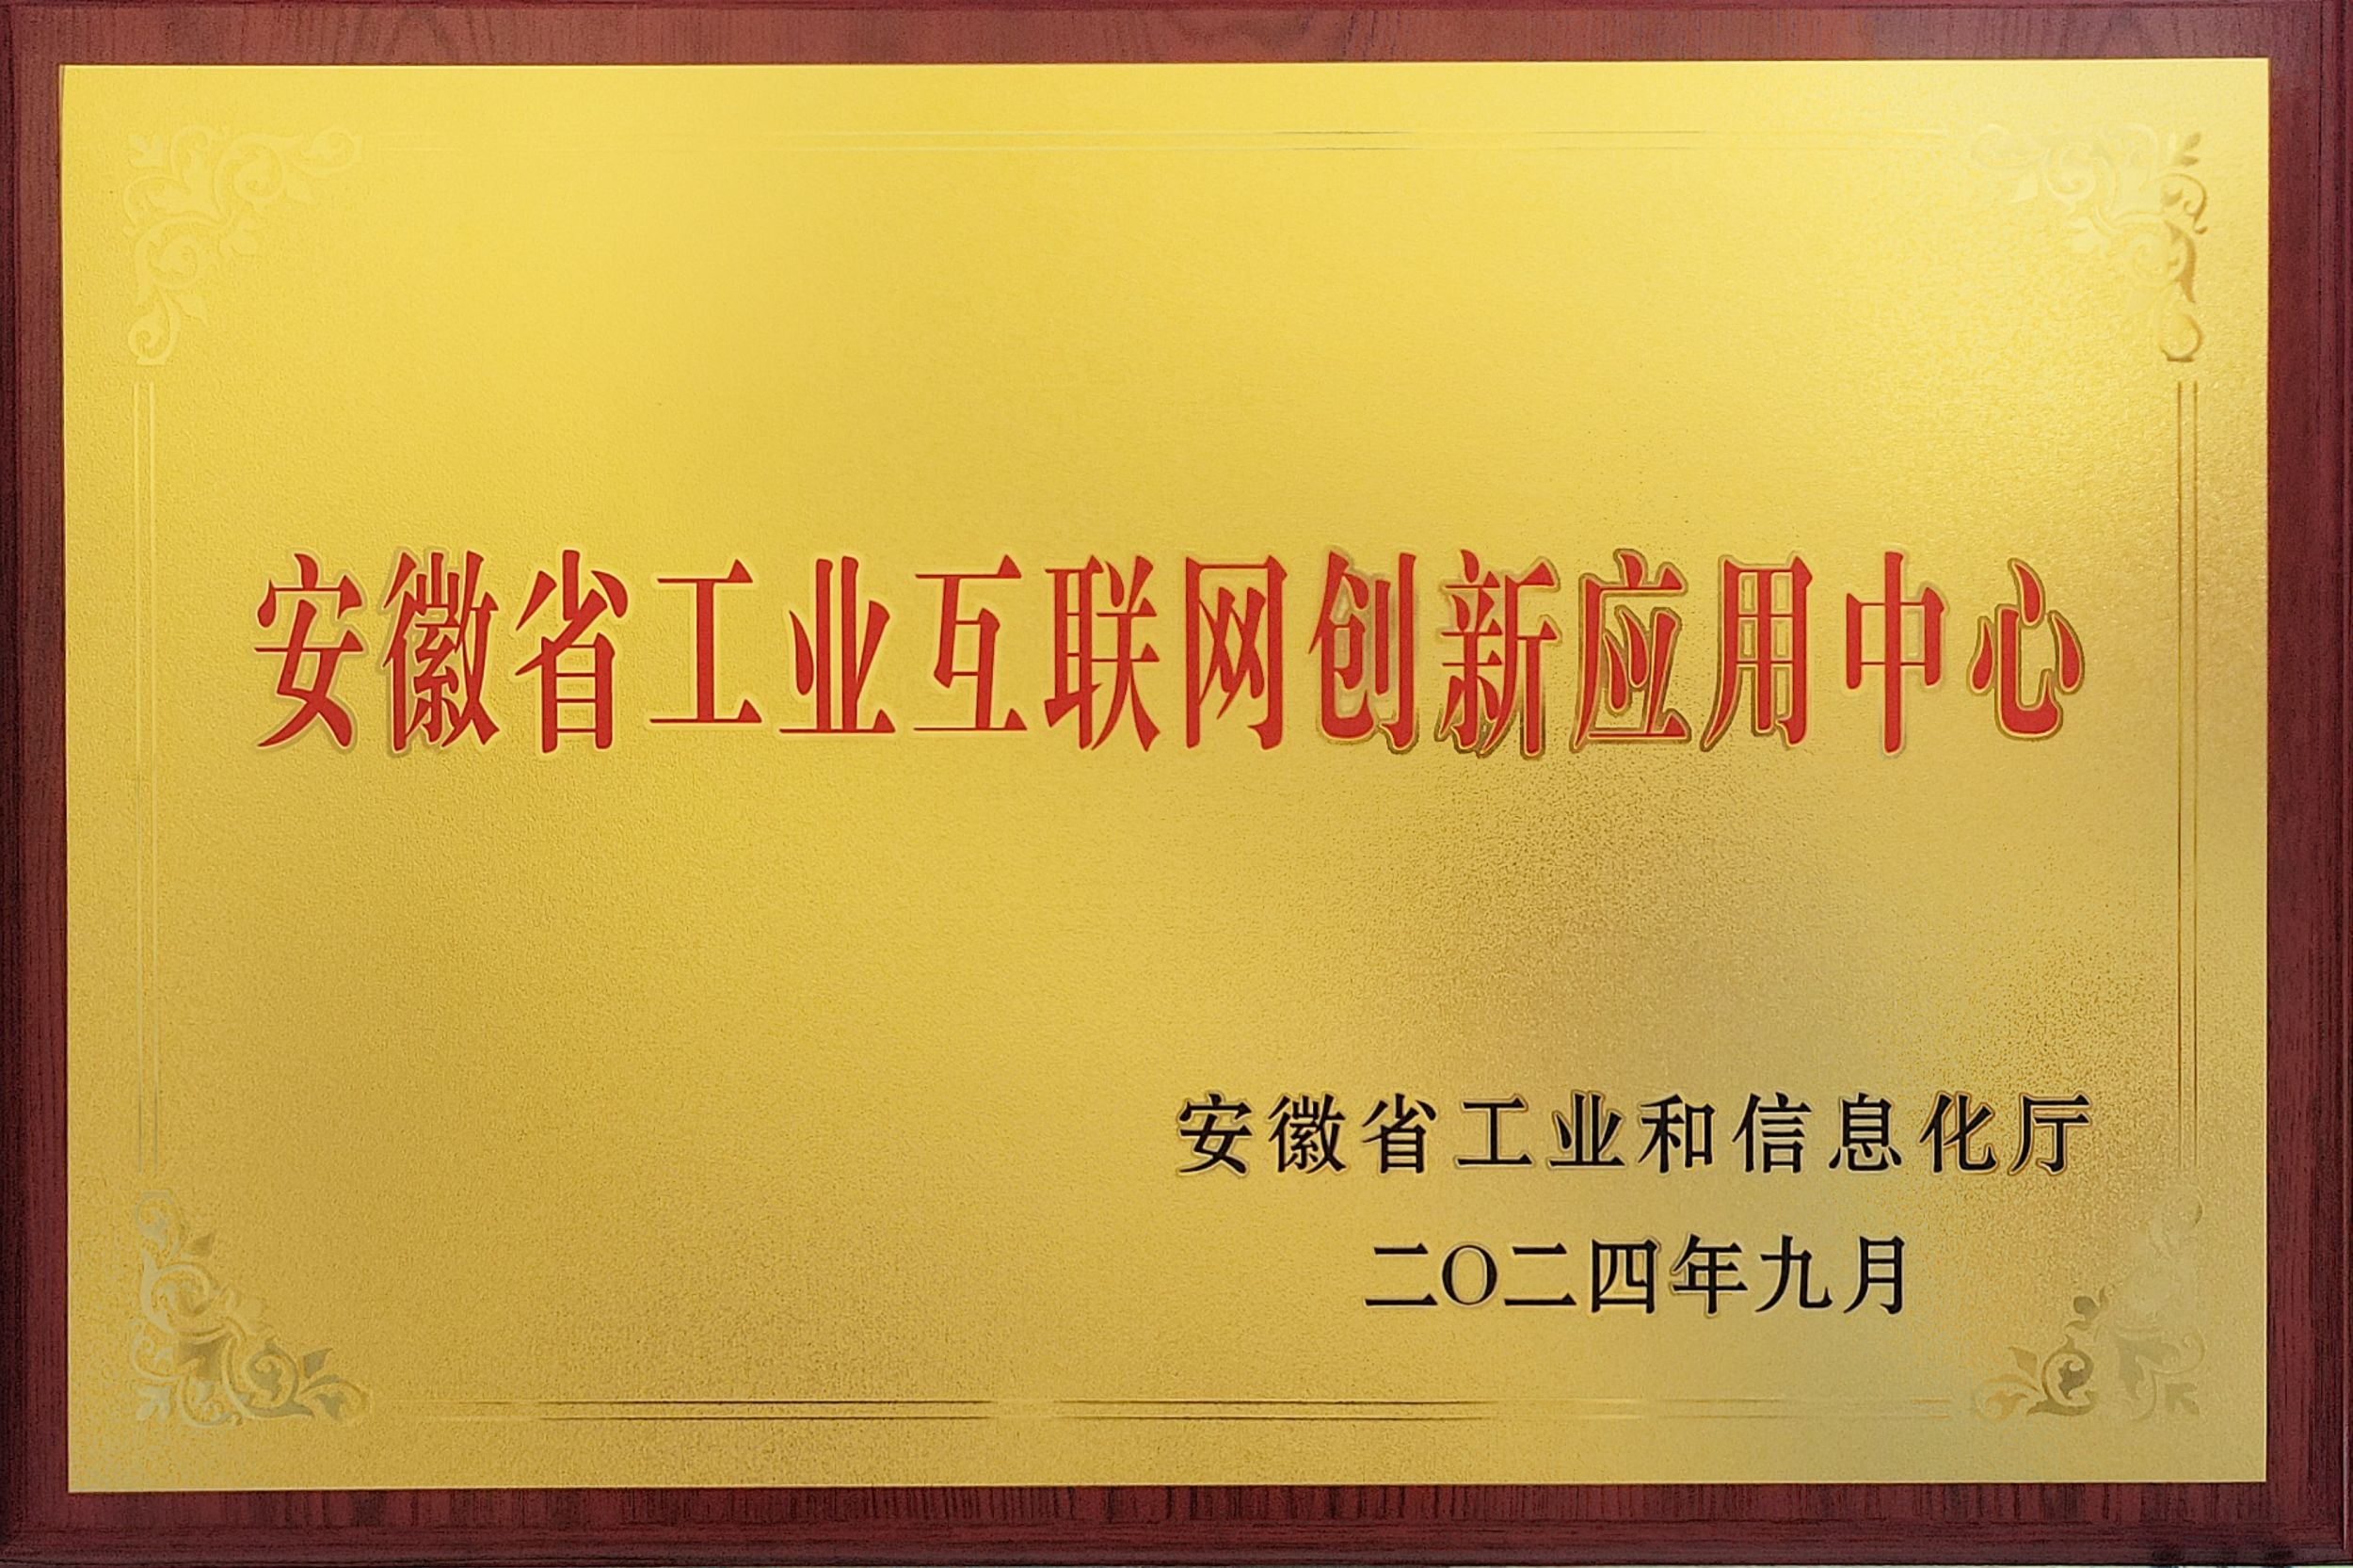 安徽省工业互联网创新应用中心
安徽省工业和信息化厅
二〇二四年九月